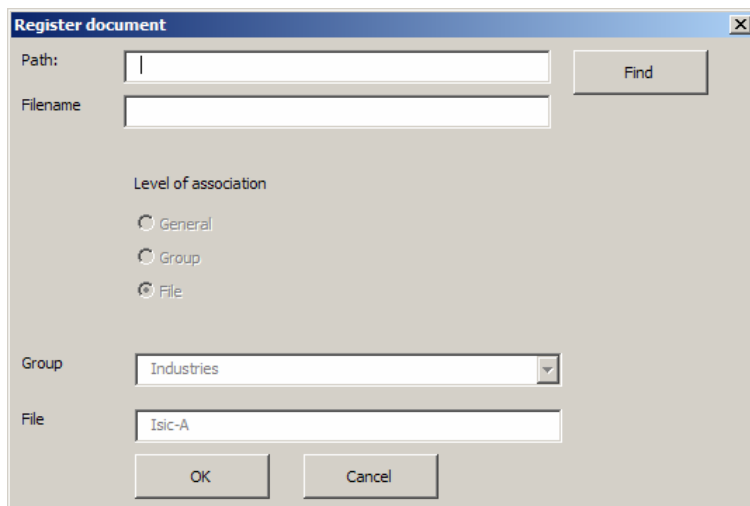 Register document
Path:
Find
Filename
Level of association
General
Group
File
Group
Industries
File
Isic-A
OK
Cancel